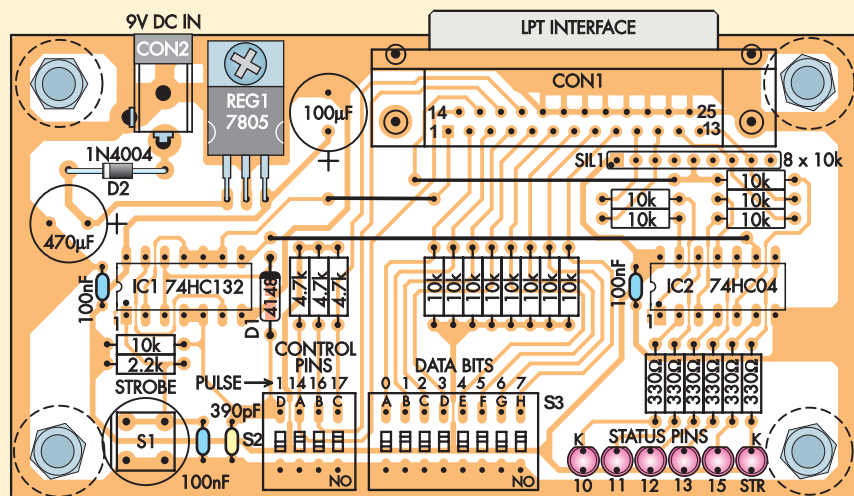 9V DC IN
LPT INTERFACE
CON2
CON1
REG1
7805
100µF
+
14
25
1
13
1N4004
D2
SIL1
8 x 10k
10k
10k
10k
10k
10k
470µF
+
100nF
IC1 74HC132
1
D1
4148
4.7k
4.7k
4.7k
10k
10k
10k
10k
10k
10k
10k
10k
100nF
IC2 74HC04
1
10k
2.2k
STROBE
CONTROL
PINS
DATA BITS
PULSE
1 14 16 17
0 1 2 3 4 5 6 7
D A B C
A B C D E F G H
S3
330Ω
330Ω
330Ω
330Ω
330Ω
330Ω
390pF
S1
S2
100nF
NO
NO
K
STATUS PINS
K
10 11 12 13 15 STR